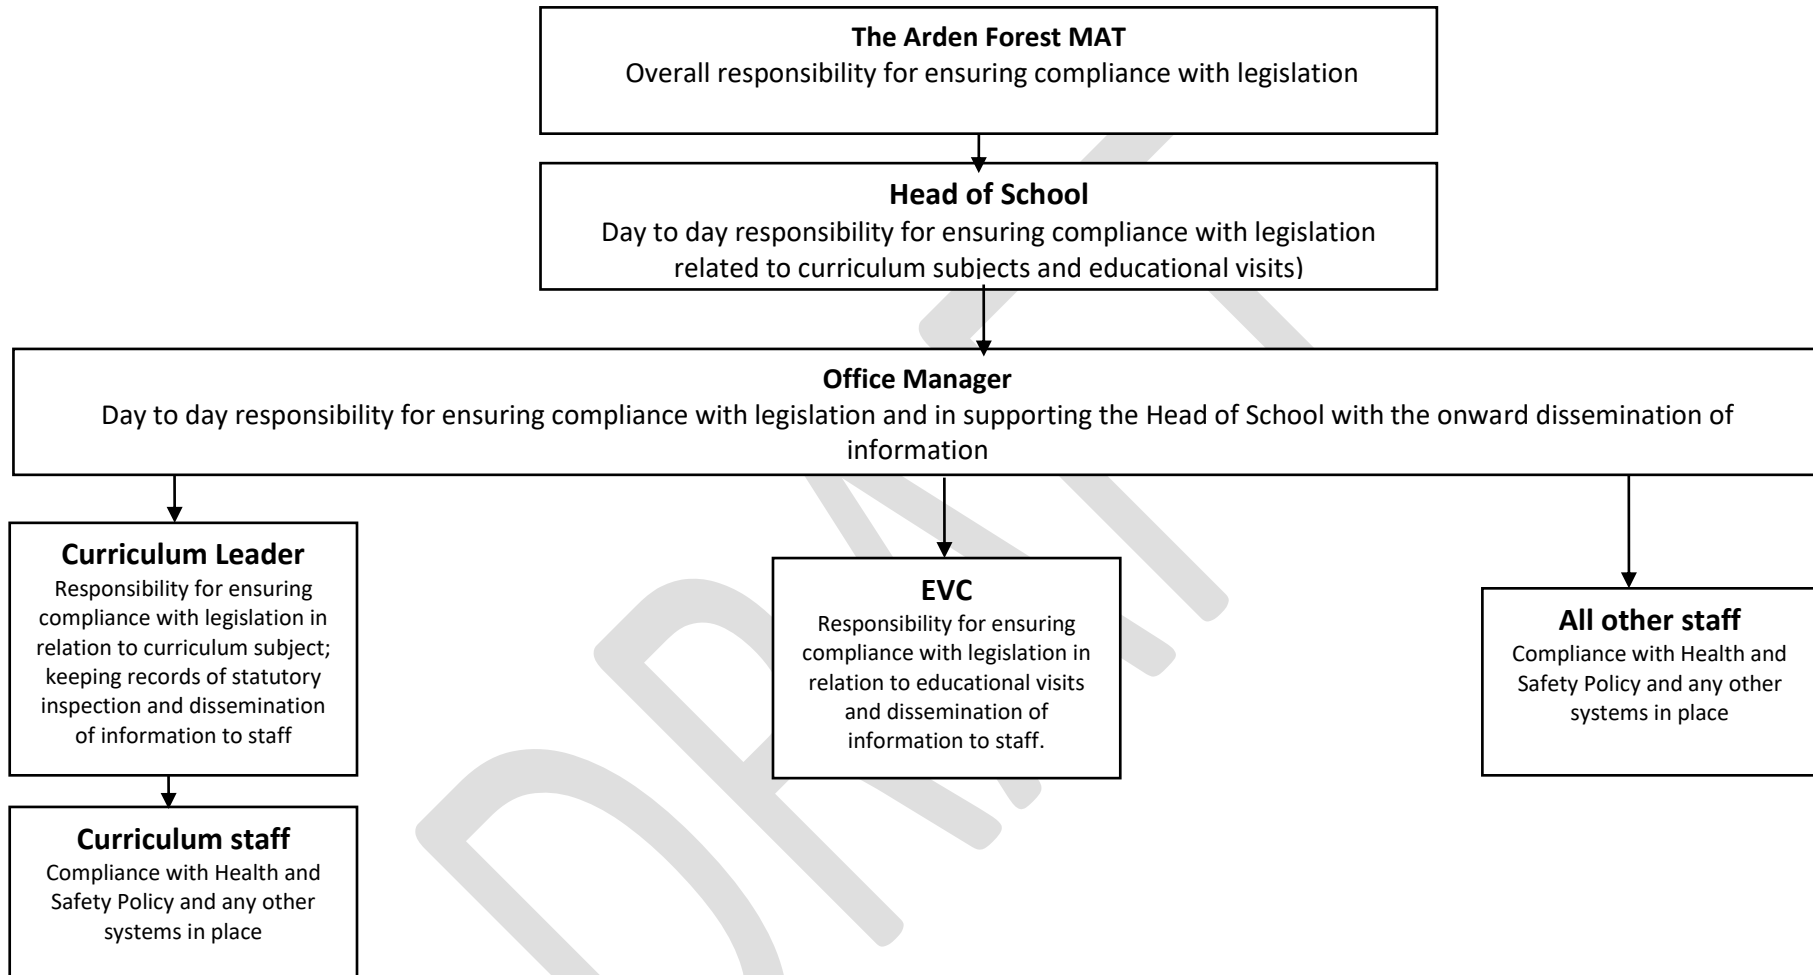 The Arden Forest MAT
Overall responsibility for ensuring compliance with legislation
Head of School
Day to day responsibility for ensuring compliance with legislation
related to curriculum subjects and educational visits)
Office Manager
Day to day responsibility for ensuring compliance with legislation and in supporting the Head of School with the onward dissemination of
information
Curriculum Leader
Responsibility for ensuring
compliance with legislation in
relation to curriculum subject;
keeping records of statutory
inspection and dissemination
of information to staff
EVC
Responsibility for ensuring
compliance with legislation in
relation to educational visits
and dissemination of
information to staff.
All other staff
Compliance with Health and
Safety Policy and any other
systems in place
Curriculum staff
Compliance with Health and
Safety Policy and any other
systems in place
DRAFT